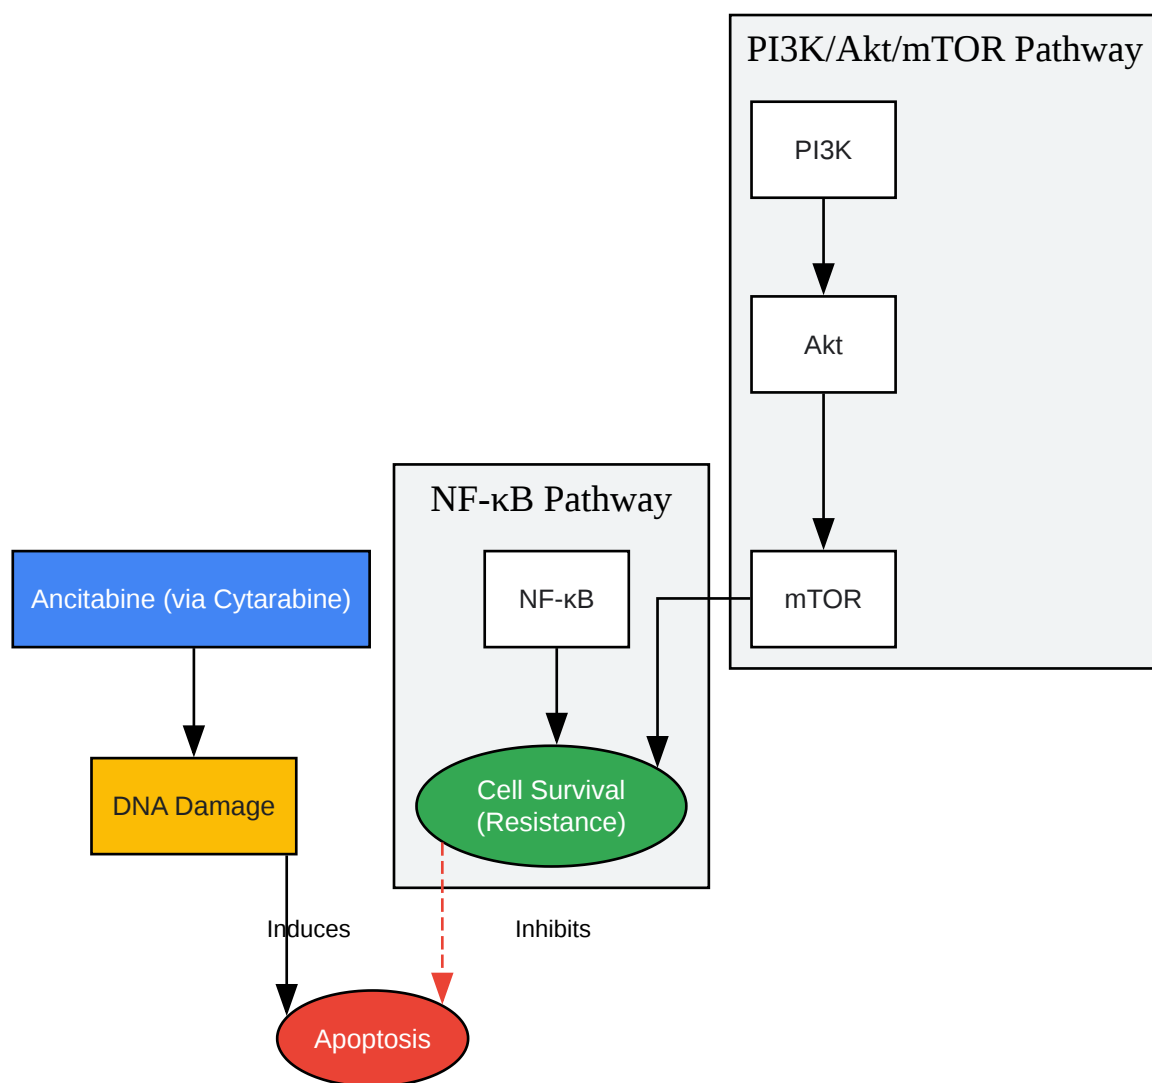 PI3K/Akt/mTOR Pathway
PI3K
Akt
NF-κB Pathway
Ancitabine (via Cytarabine)
NF-κB
mTOR
DNA Damage
Cell Survival
(Resistance)
Induces
Inhibits
Apoptosis